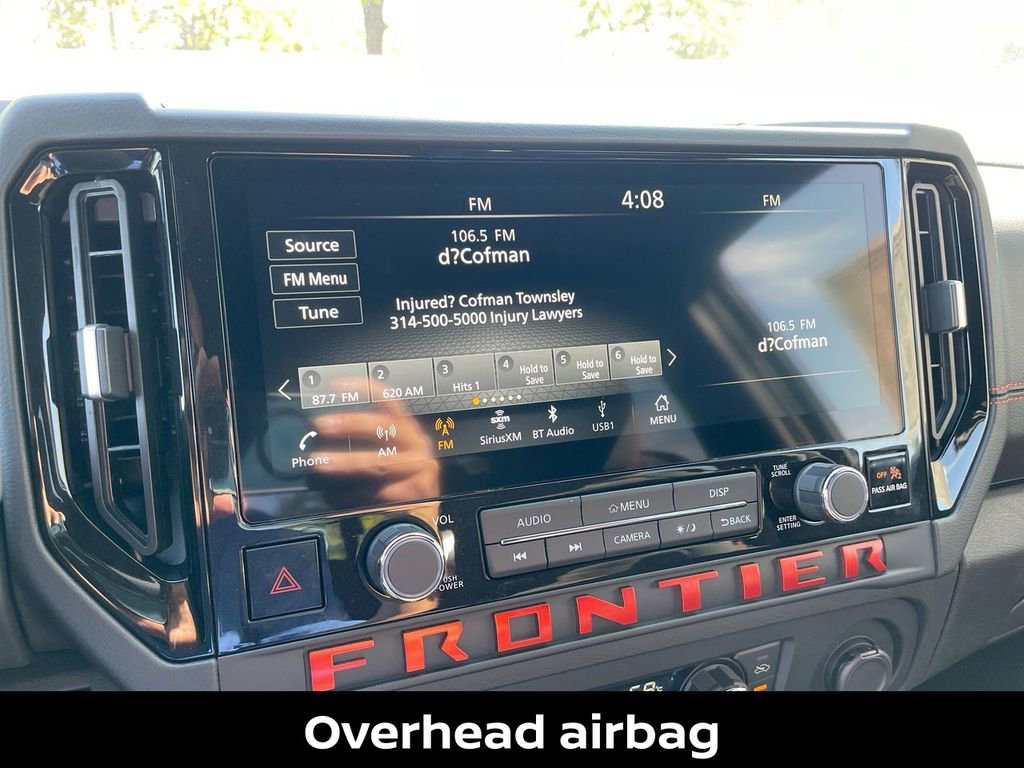 FM 4:08 FM
Source
106.5 FM
d?Cofman
FM Menu
Tune
Injured? Cofman Townsley
314-500-5000 Injury Lawyers
106.5 FM
d?Cofman
1 87.7 FM
2 620 AM
3 Hits 1
4 Hold to Save
5 Hold to Save
6 Hold to Save
Phone
AM
FM
sxm
SiriusXM
BT Audio
USB1
MENU
VOL
PUSH
POWER
AUDIO
MENU
DISP
CAMERA
BACK
TUNE
SCROLL
ENTER
SETTING
OFF
PASS AIR BAG
FRONTIER
Overhead airbag